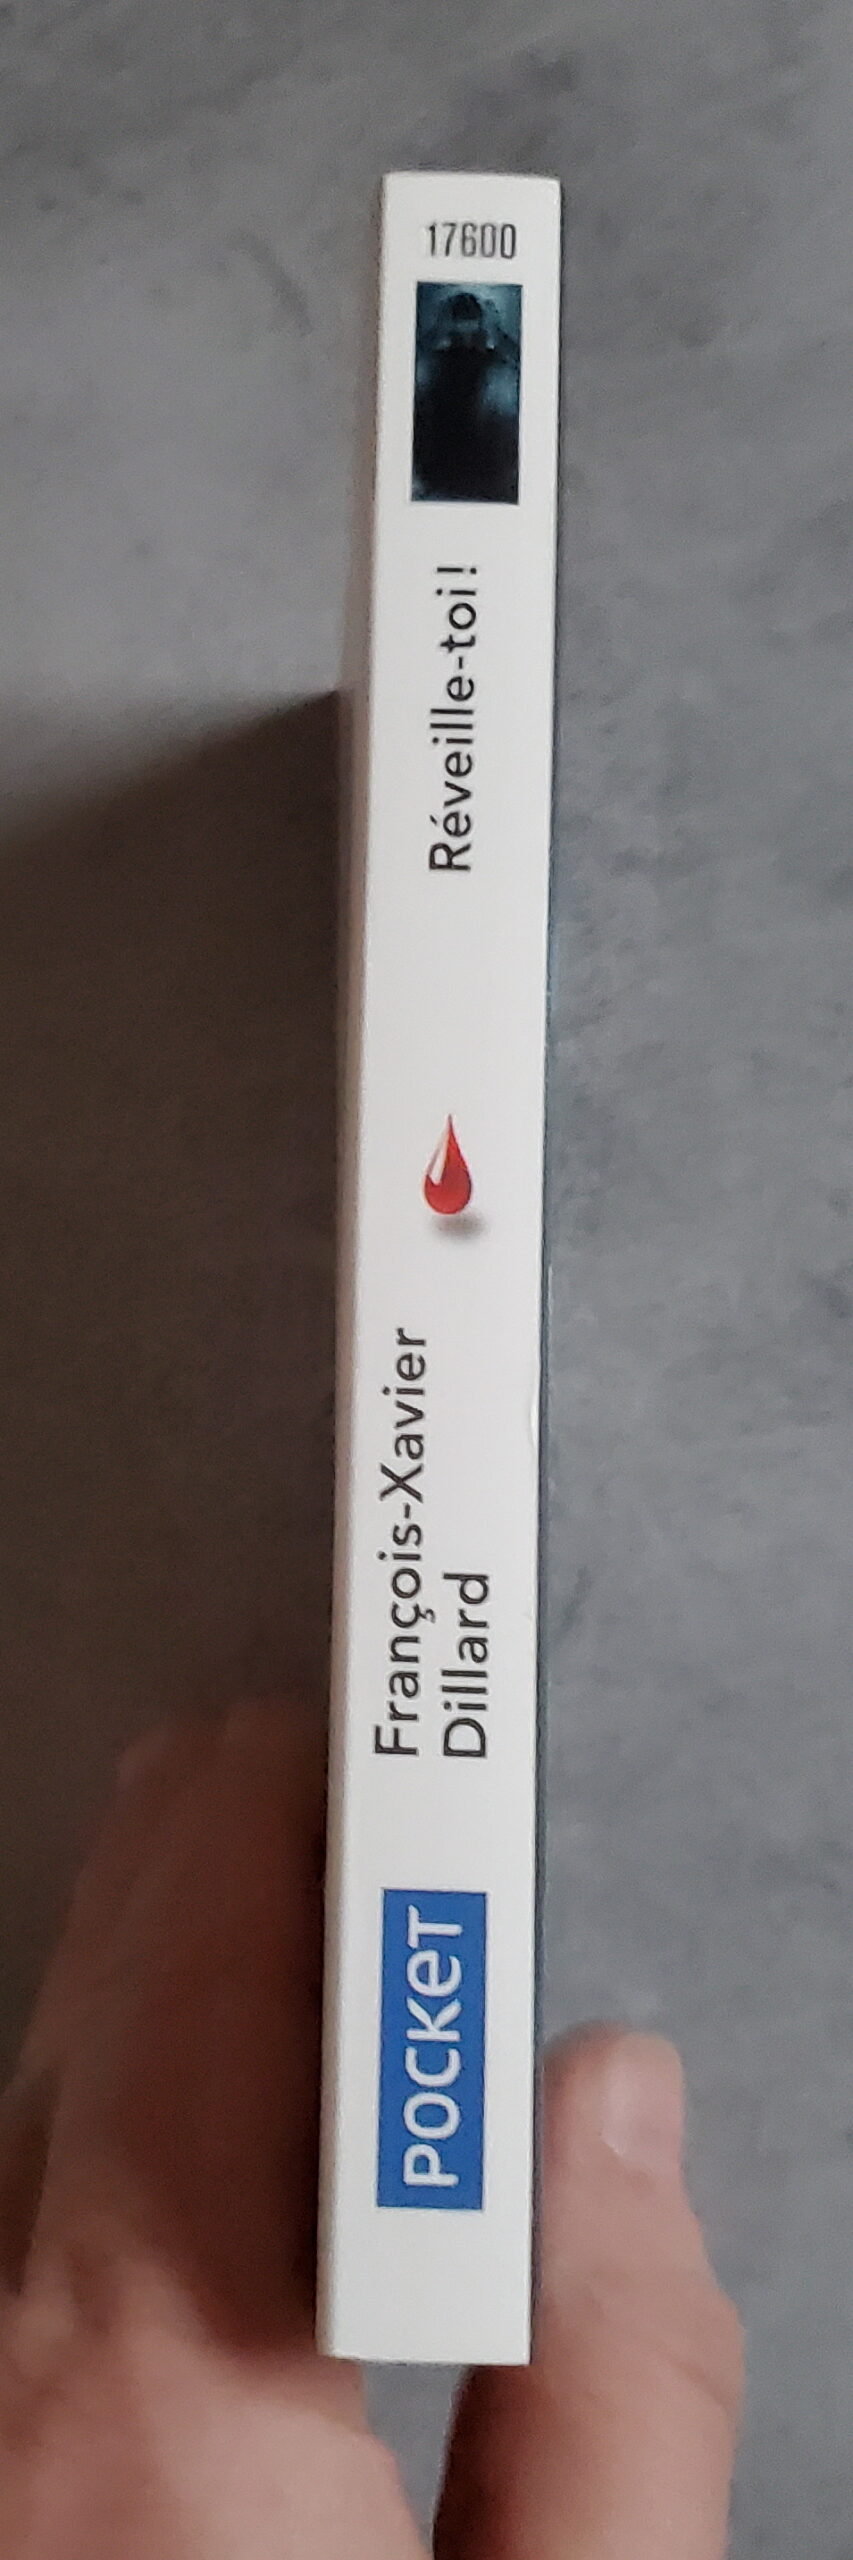 17600
Réveille-toi !
François-Xavier
Dillard
POCKET